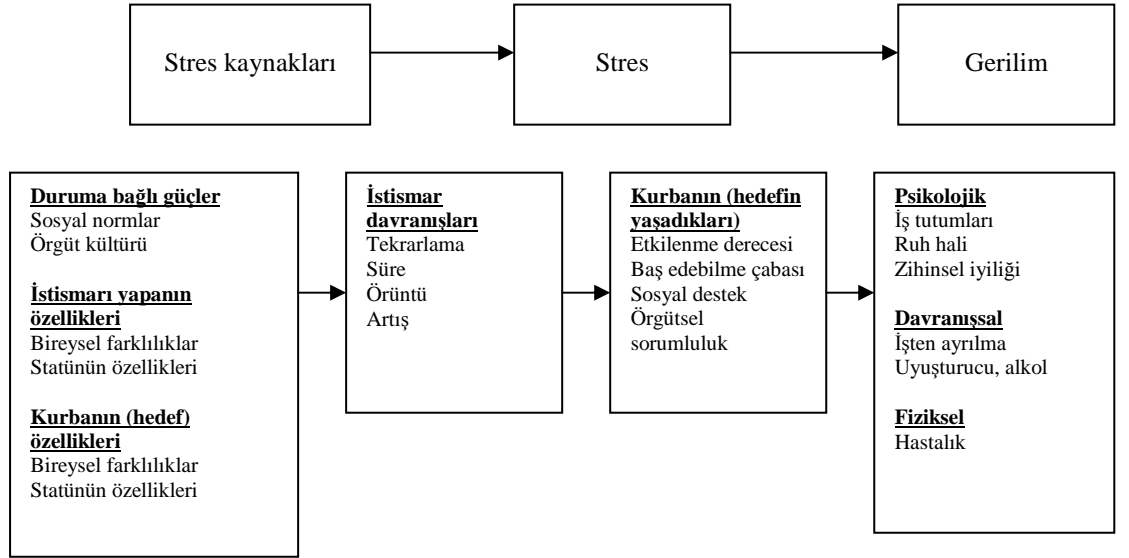 Stres kaynakları
Stres
Gerilim
Duruma bağlı güçler
Sosyal normlar
Örgüt kültürü
İstismarı yapanın
özellikleri
Bireysel farklılıklar
Statünün özellikleri
Kurbanın (hedef)
özellikleri
Bireysel farklılıklar
Statünün özellikleri
İstismar
davranışları
Tekrarlama
Süre
Örüntü
Artış
Kurbanın (hedefin
yaşadıkları)
Etkilenme derecesi
Baş edebilme çabası
Sosyal destek
Örgütsel
sorumluluk
Psikolojik
İş tutumları
Ruh hali
Zihinsel iyiliği
Davranışsal
İşten ayrılma
Uyuşturucu, alkol
Fiziksel
Hastalık